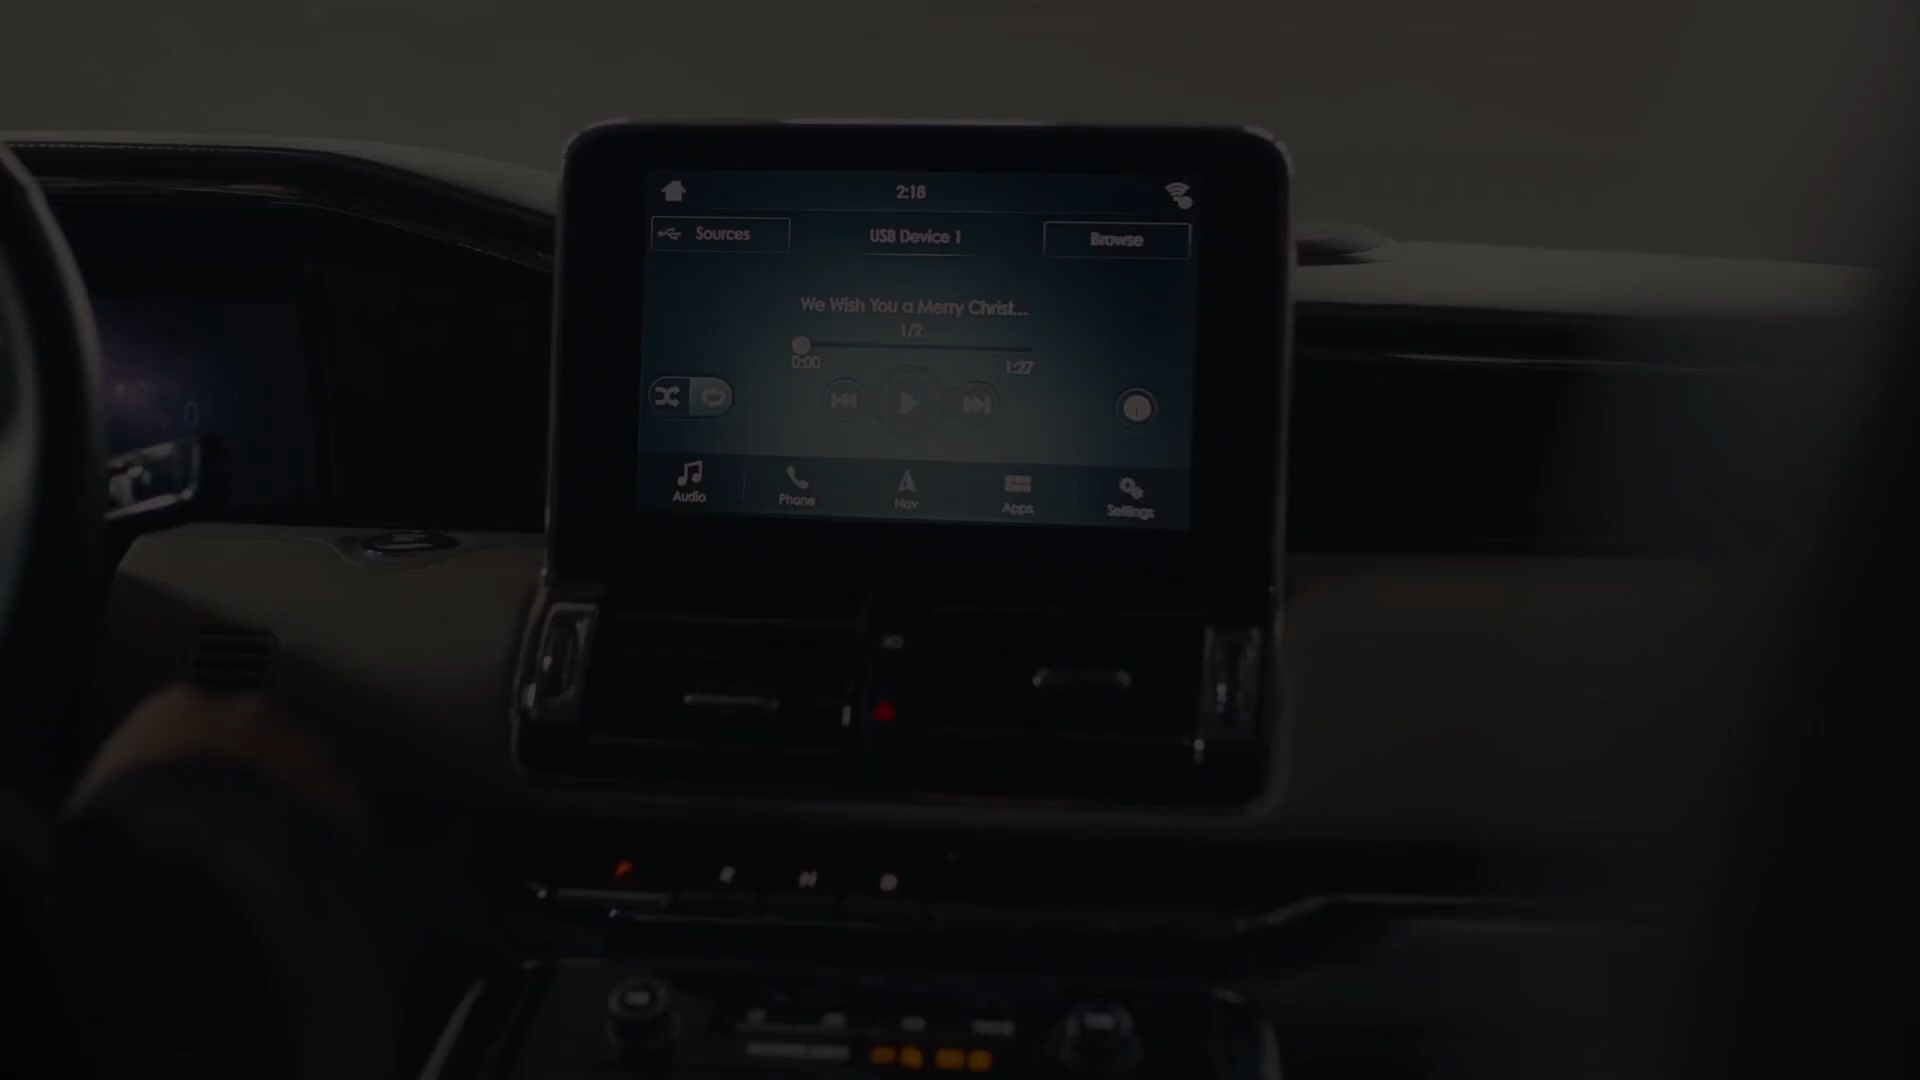 2:18
Sources
USB Device 1
Browse
We Wish You a Merry Christ...
1/2
0:00
1:27
Audio
Phone
Nav
Apps
Settings
0
P
R
N
D